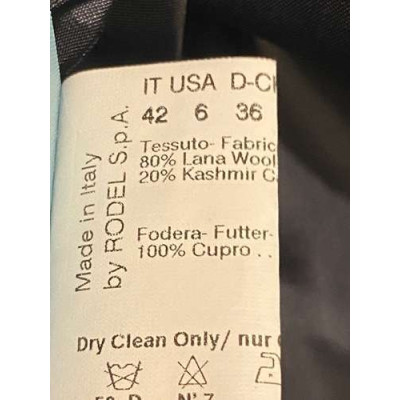 IT USA D-C
42 6 36
Tessuto- Fabric
80% Lana Wool
20% Kashmir C
Fodera- Futter-
100% Cupro . .
Made in Italy
by RODEL S.p.A.
Dry Clean Only/ nur
N° 7